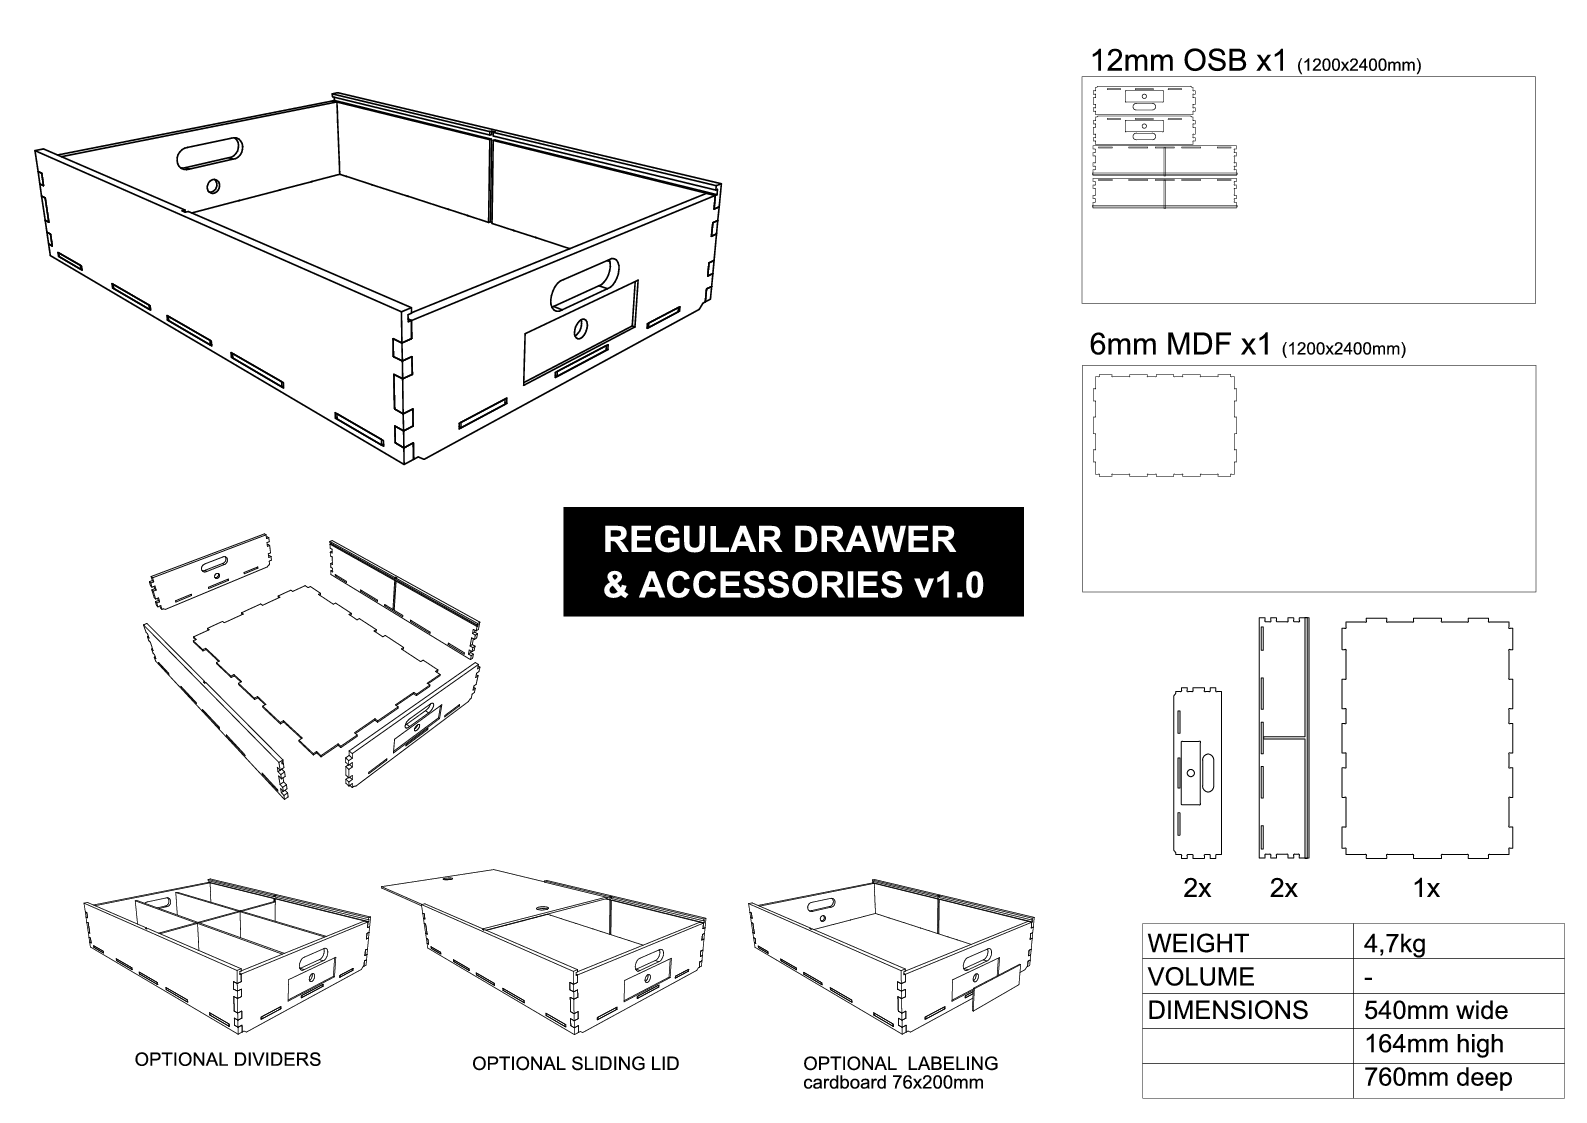 12mm OSB x1 (1200x2400mm)
6mm MDF x1 (1200x2400mm)
REGULAR DRAWER
& ACCESSORIES v1.0
2x 2x 1x
WEIGHT 4,7kg
VOLUME -
DIMENSIONS 540mm wide
164mm high
760mm deep
OPTIONAL DIVIDERS
OPTIONAL SLIDING LID
OPTIONAL LABELING
cardboard 76x200mm